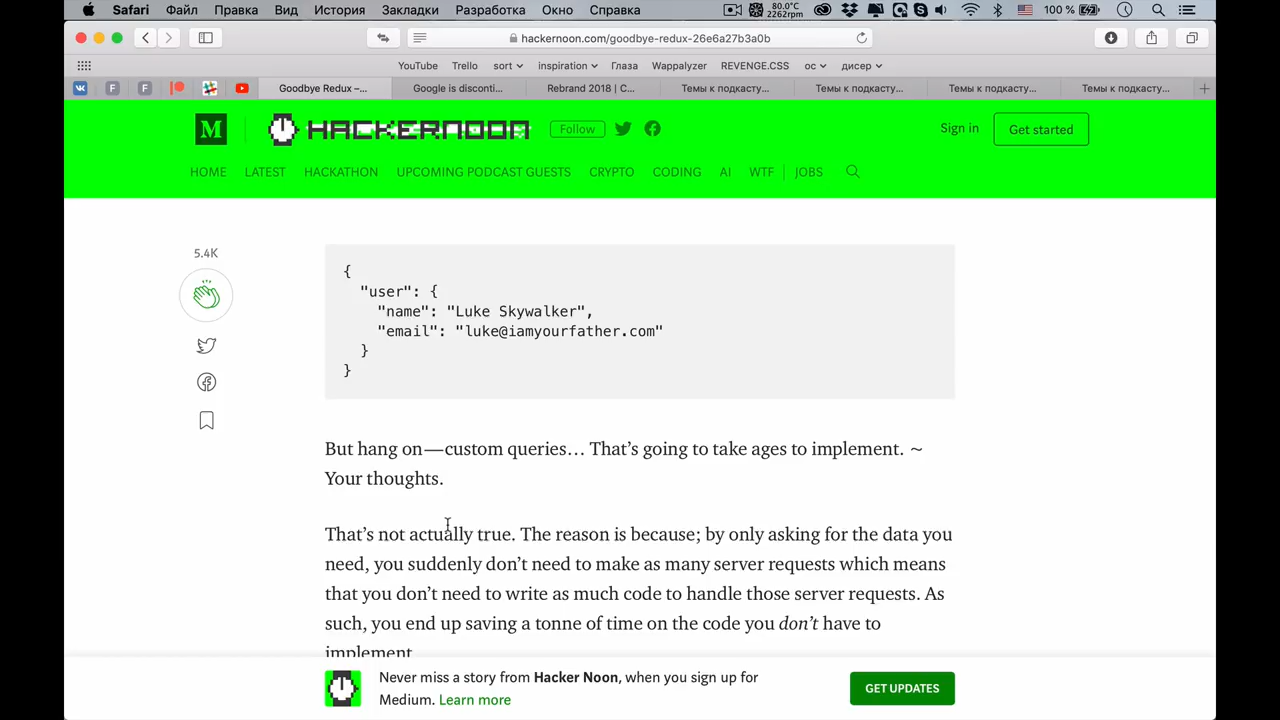 Safari Файл Правка Вид История Закладки Разработка Окно Справка 80.0°C 2262rpm 100 %
hackernoon.com/goodbye-redux-26e6a27b3a0b
YouTube Trello sort inspiration Глаза Wappalyzer REVENGE.CSS ос дисер
F F Goodbye Redux –... Google is disconti... Rebrand 2018 | C... Темы к подкасту... Темы к подкасту... Темы к подкасту... Темы к подкасту...
M HACKERNOON Follow Sign in Get started
HOME LATEST HACKATHON UPCOMING PODCAST GUESTS CRYPTO CODING AI WTF JOBS
5.4K
{
"user": {
"name": "Luke Skywalker",
"email": "luke@iamyourfather.com"
}
}
But hang on — custom queries… That’s going to take ages to implement. ~
Your thoughts.
That’s not actually true. The reason is because; by only asking for the data you
need, you suddenly don’t need to make as many server requests which means
that you don’t need to write as much code to handle those server requests. As
such, you end up saving a tonne of time on the code you don’t have to
implement
Never miss a story from Hacker Noon, when you sign up for
Medium. Learn more
GET UPDATES